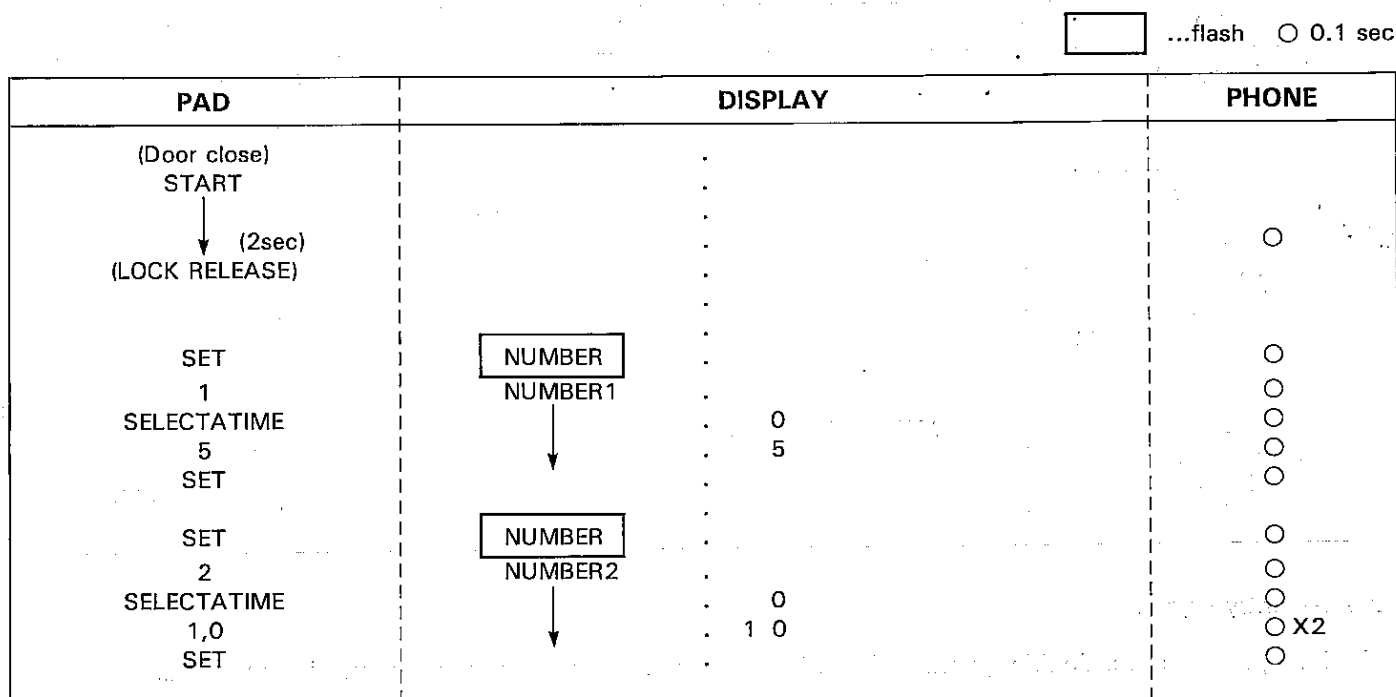 ...flash ○ 0.1 sec
PAD DISPLAY PHONE
(Door close) .
START .
.
(2sec) . ○
(LOCK RELEASE) .
.
.
SET NUMBER . ○
1 NUMBER1 . ○
SELECTATIME . 0 ○
5 . 5 ○
SET . ○
.
SET NUMBER . ○
2 NUMBER2 . ○
SELECTATIME . 0 ○
1,0 . 1 0 ○ X2
SET . ○